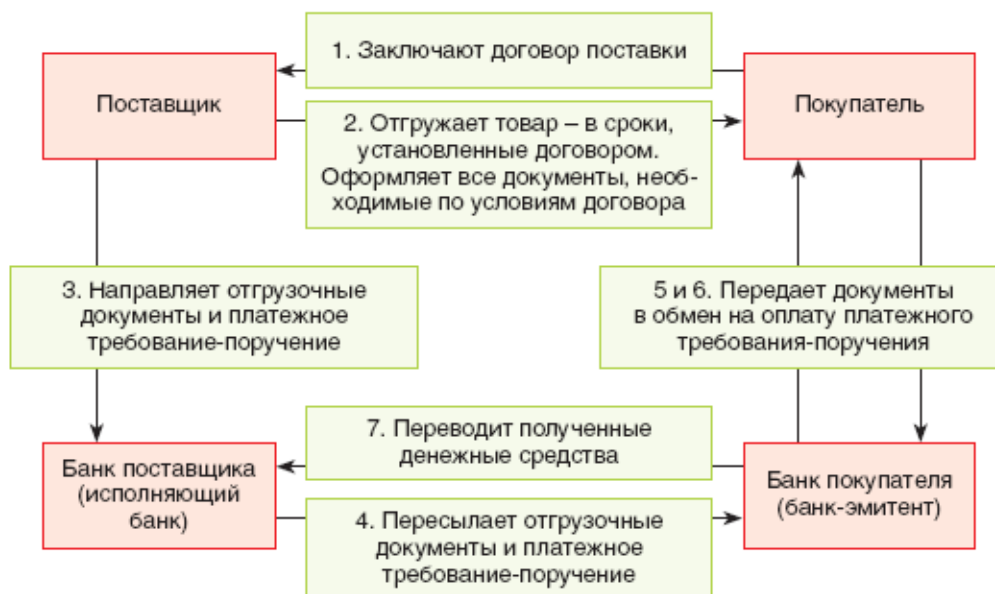 1. Заключают договор поставки
Поставщик
Покупатель
2. Отгружает товар – в сроки,
установленные договором.
Оформляет все документы, необ-
ходимые по условиям договора
3. Направляет отгрузочные
документы и платежное
требование-поручение
5 и 6. Передает документы
в обмен на оплату платежного
требования-поручения
7. Переводит полученные
денежные средства
Банк поставщика
(исполняющий
банк)
Банк покупателя
(банк-эмитент)
4. Пересылает отгрузочные
документы и платежное
требование-поручение